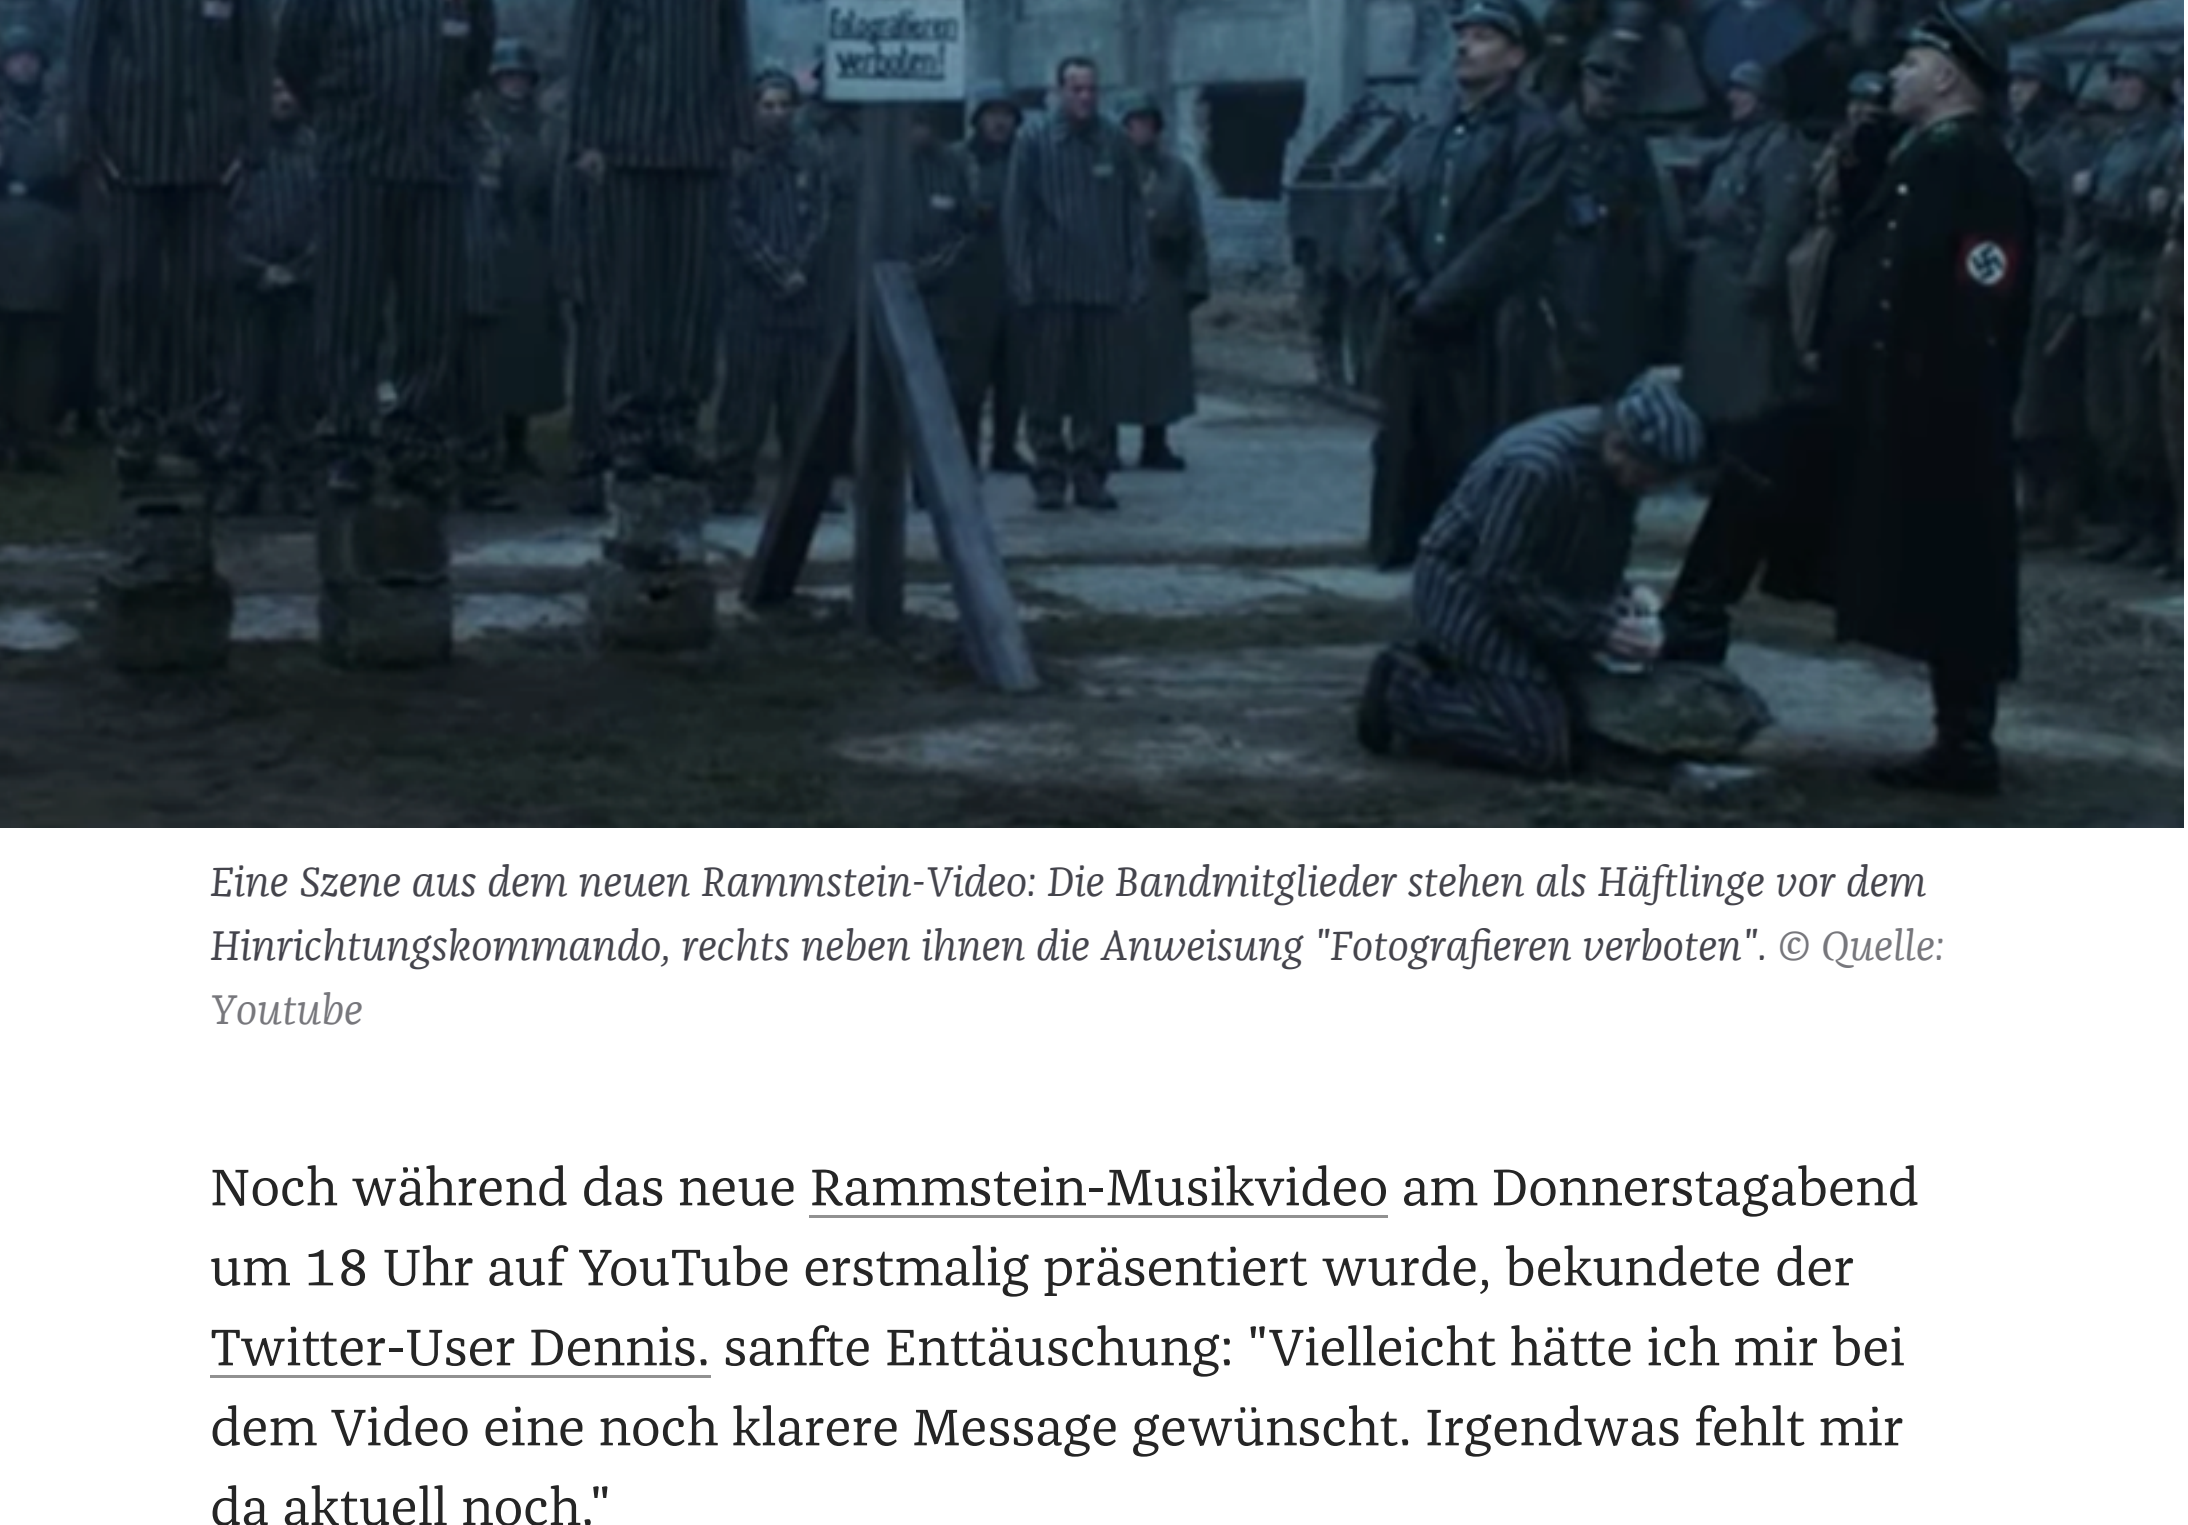 Fotografieren
verboten!
Eine Szene aus dem neuen Rammstein-Video: Die Bandmitglieder stehen als Häftlinge vor dem
Hinrichtungskommando, rechts neben ihnen die Anweisung "Fotografieren verboten". © Quelle:
Youtube
Noch während das neue Rammstein-Musikvideo am Donnerstagabend
um 18 Uhr auf YouTube erstmalig präsentiert wurde, bekundete der
Twitter-User Dennis. sanfte Enttäuschung: "Vielleicht hätte ich mir bei
dem Video eine noch klarere Message gewünscht. Irgendwas fehlt mir
da aktuell noch."